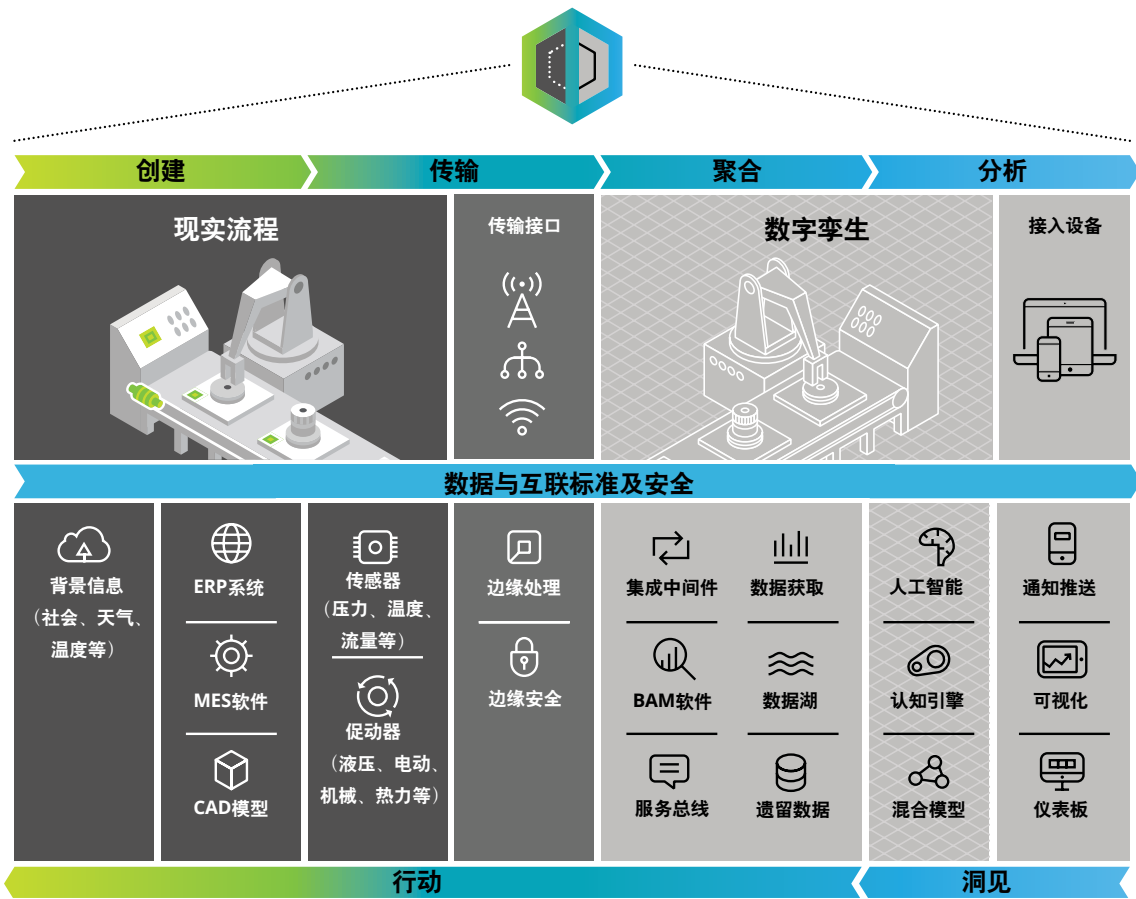 创建
传输
聚合
分析
现实流程
传输接口
数字孪生
接入设备
数据与互联标准及安全
背景信息
（社会、天气、
温度等）
ERP系统
MES软件
CAD模型
传感器
（压力、温度、
流量等）
促动器
（液压、电动、
机械、热力等）
边缘处理
边缘安全
集成中间件
数据获取
BAM软件
数据湖
服务总线
遗留数据
人工智能
认知引擎
混合模型
通知推送
可视化
仪表板
行动
洞见